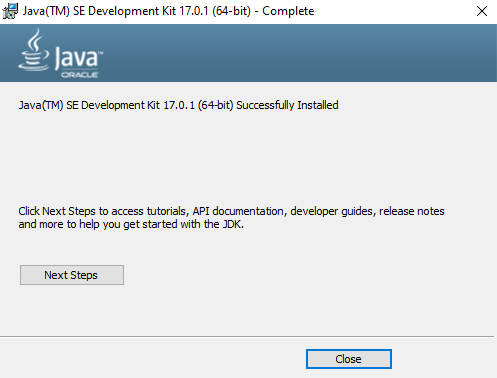 Java(TM) SE Development Kit 17.0.1 (64-bit) - Complete
Java™
ORACLE
Java(TM) SE Development Kit 17.0.1 (64-bit) Successfully Installed
Click Next Steps to access tutorials, API documentation, developer guides, release notes
and more to help you get started with the JDK.
Next Steps
Close